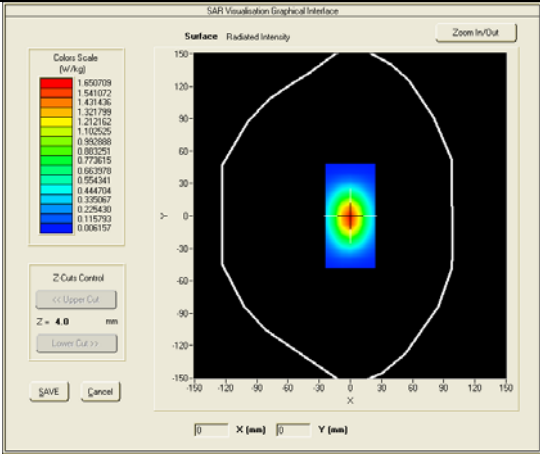 SAR Visualisation Graphical Interface
Surface Radiated Intensity
Zoom In/Out
Colors Scale
(W/kg)
1.650709
1.541072
1.431436
1.321799
1.212162
1.102525
0.992888
0.883251
0.773615
0.663978
0.554341
0.444704
0.335067
0.225430
0.115793
0.006157
Z-Cuts Control
<< Upper Cut
Z = 4.0 mm
Lower Cut >>
SAVE Cancel
150
120
90
60
30
0
-30
-60
-90
-120
-150
Y
-150 -120 -90 -60 -30 0 30 60 90 120 150
X
0 X (mm) 0 Y (mm)